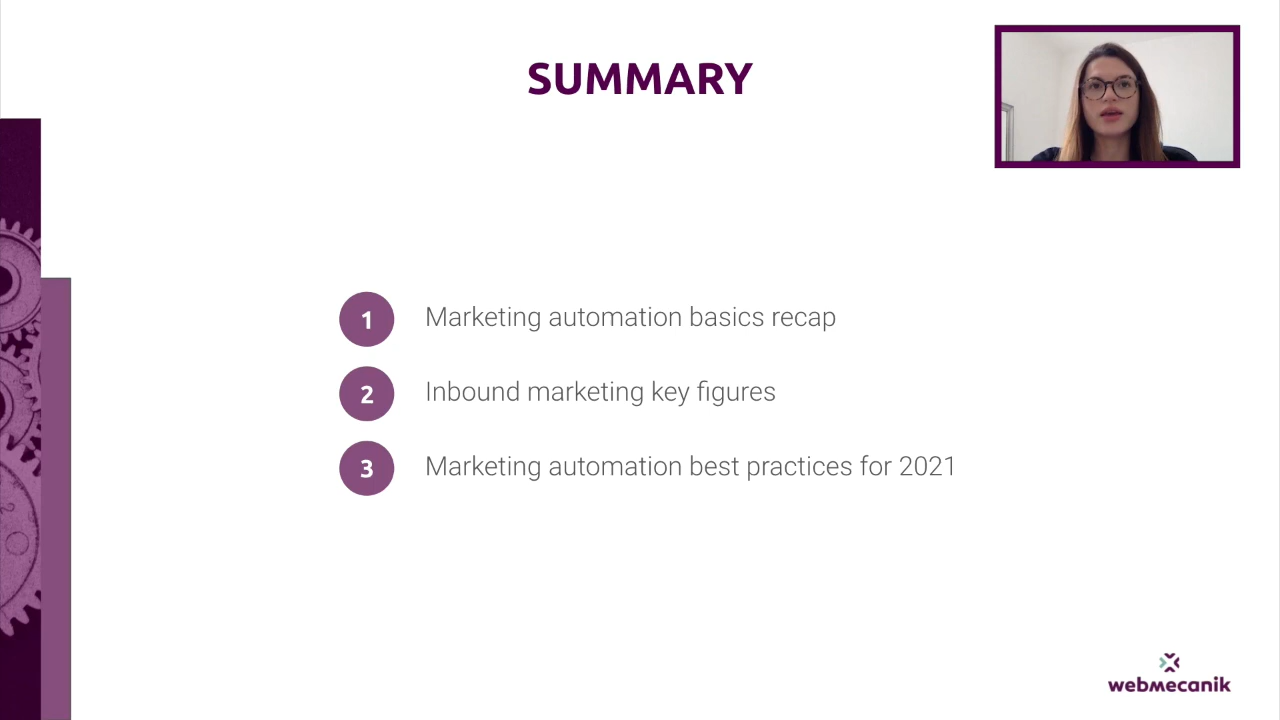 SUMMARY
1 Marketing automation basics recap
2 Inbound marketing key figures
3 Marketing automation best practices for 2021
webmecanik